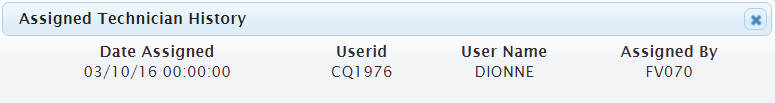 Assigned Technician History
Date Assigned Userid User Name Assigned By
03/10/16 00:00:00 CQ1976 DIONNE FV070